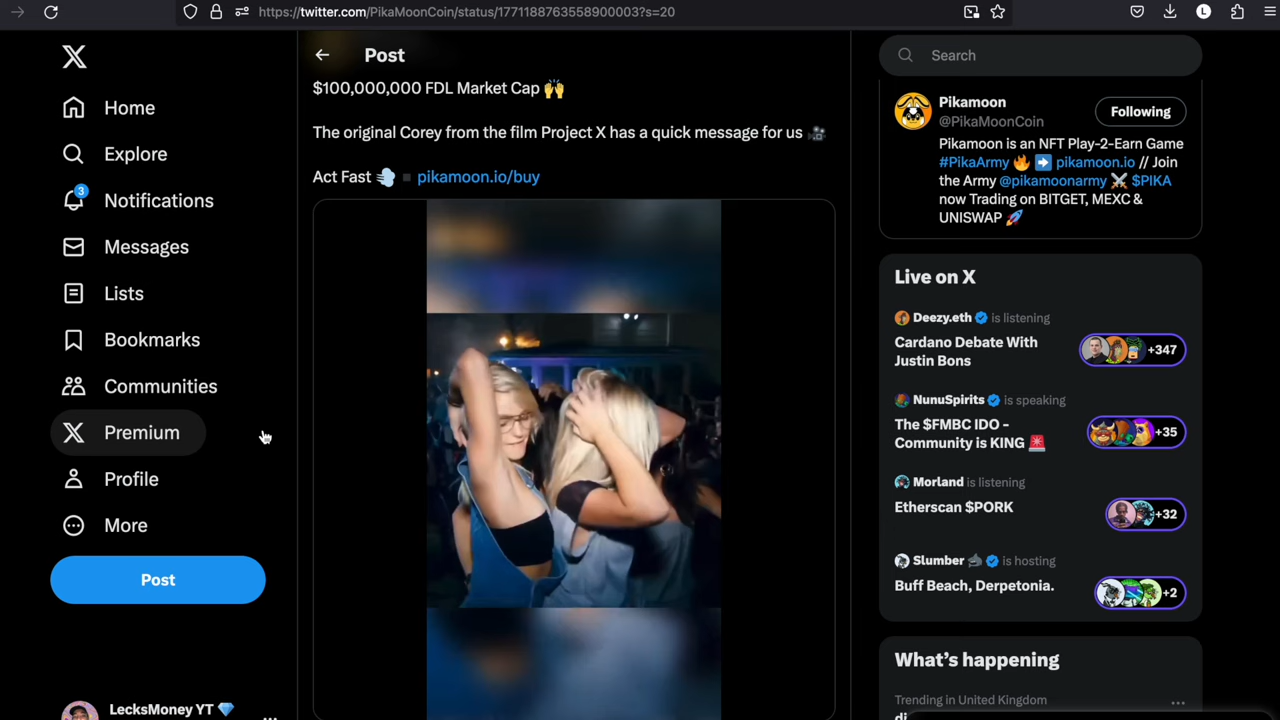 https://twitter.com/PikaMoonCoin/status/1771188763558900003?s=20
L
Home
Explore
3
Notifications
Messages
Lists
Bookmarks
Communities
Premium
Profile
More
Post
LecksMoney YT 💎
Post
$100,000,000 FDL Market Cap 🙌
The original Corey from the film Project X has a quick message for us 🎥
Act Fast 💨 ▪ pikamoon.io/buy
Search
Pikamoon
@PikaMoonCoin
Following
Pikamoon is an NFT Play-2-Earn Game
#PikaArmy 🔥 ➡ pikamoon.io // Join
the Army @pikamoonarmy ⚔ $PIKA
now Trading on BITGET, MEXC &
UNISWAP 🚀
Live on X
Deezy.eth is listening
Cardano Debate With
Justin Bons
+347
NunuSpirits is speaking
The $FMBC IDO -
Community is KING 🚨
+35
Morland is listening
Etherscan $PORK
+32
Slumber is hosting
Buff Beach, Derpetonia.
+2
What's happening
Trending in United Kingdom